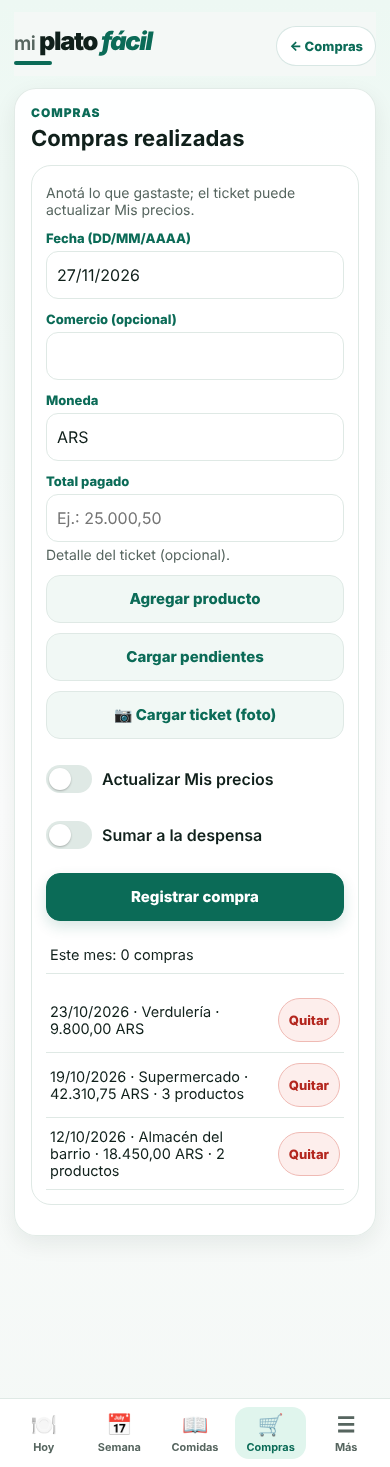 mi plato fácil
← Compras
COMPRAS
Compras realizadas
Anotá lo que gastaste; el ticket puede
actualizar Mis precios.
Fecha (DD/MM/AAAA)
27/11/2026
Comercio (opcional)
Moneda
ARS
Total pagado
Ej.: 25.000,50
Detalle del ticket (opcional).
Agregar producto
Cargar pendientes
📷 Cargar ticket (foto)
Actualizar Mis precios
Sumar a la despensa
Registrar compra
Este mes: 0 compras
23/10/2026 · Verdulería ·
9.800,00 ARS
Quitar
19/10/2026 · Supermercado ·
42.310,75 ARS · 3 productos
Quitar
12/10/2026 · Almacén del
barrio · 18.450,00 ARS · 2
productos
Quitar
Hoy
Semana
Comidas
Compras
Más